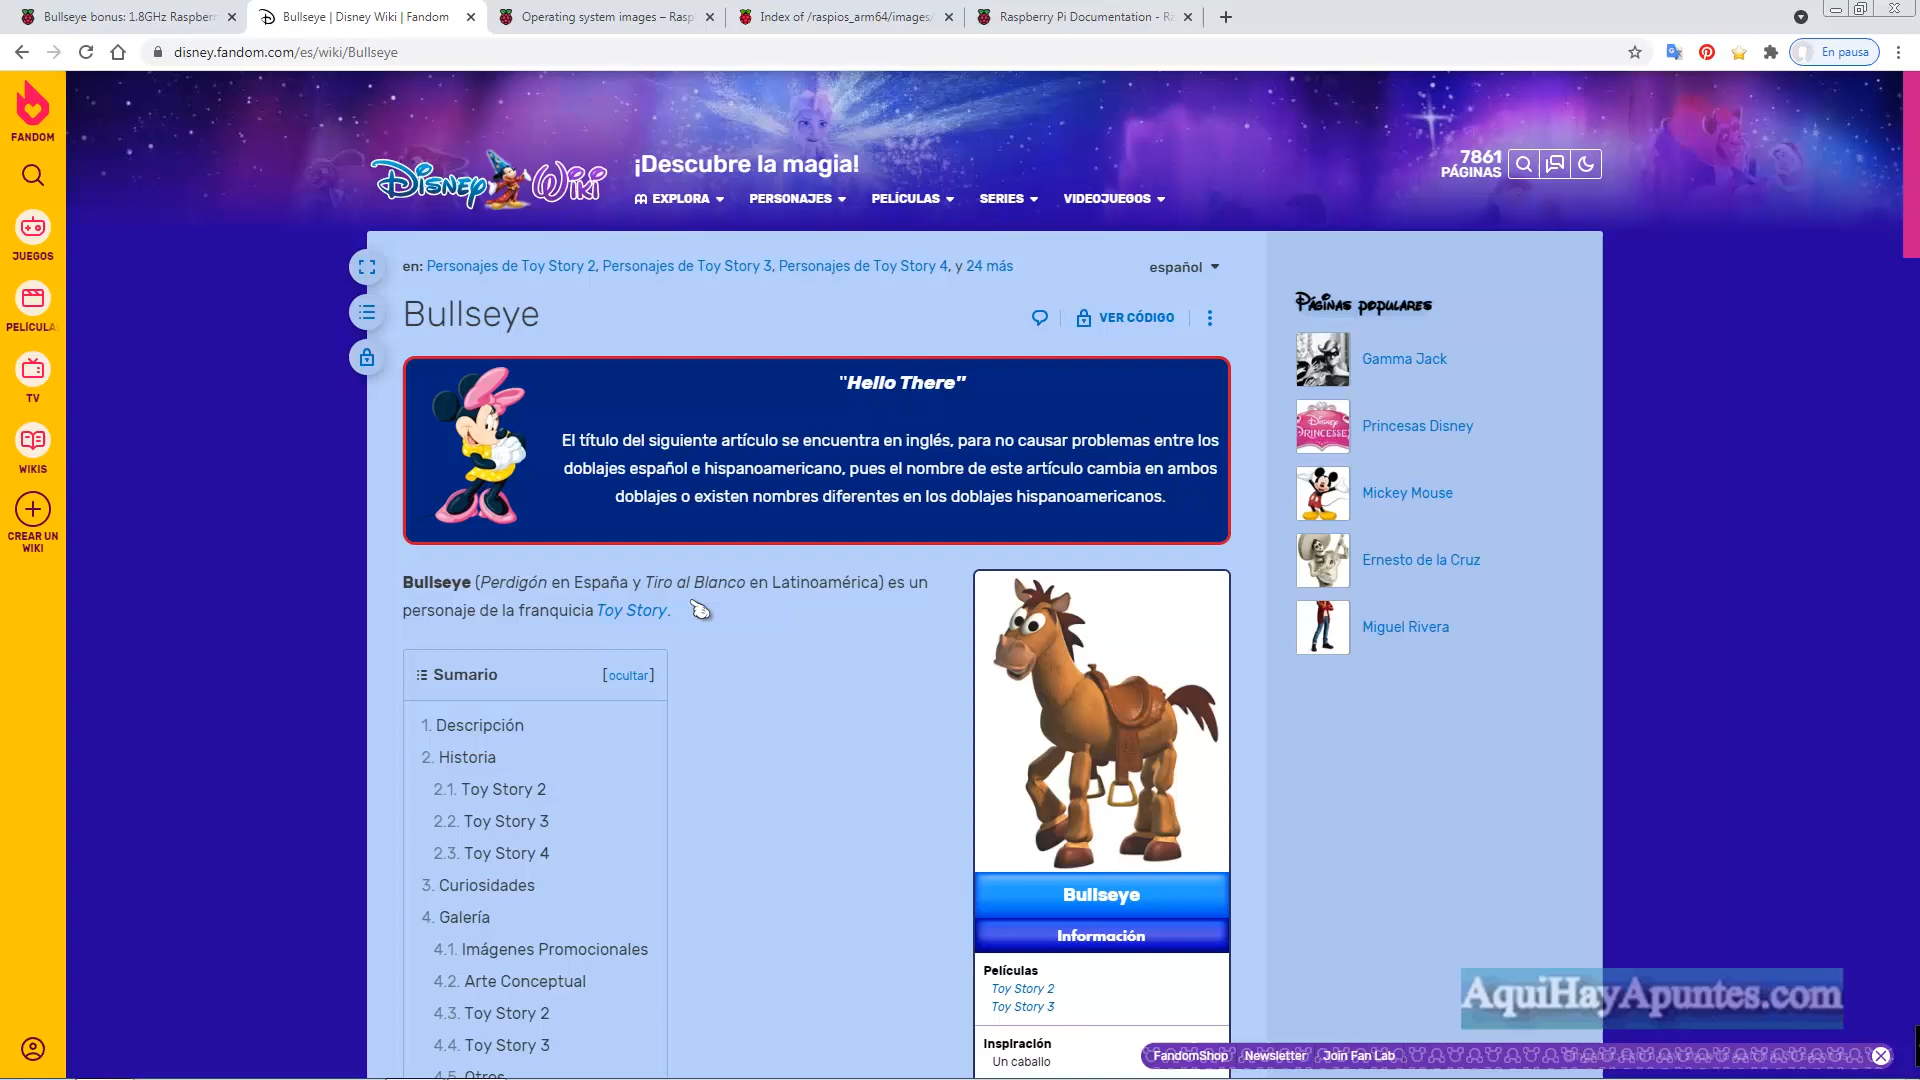 Bullseye bonus: 1.8GHz Raspberr
Bullseye | Disney Wiki | Fandom
Operating system images – Rasp
Index of /raspios_arm64/images/
Raspberry Pi Documentation - Ra
disney.fandom.com/es/wiki/Bullseye
En pausa
FANDOM
JUEGOS
PELÍCULA
TV
WIKIS
CREAR UN
WIKI
Disney Wiki
¡Descubre la magia!
EXPLORA
PERSONAJES
PELÍCULAS
SERIES
VIDEOJUEGOS
7861
PÁGINAS
en: Personajes de Toy Story 2, Personajes de Toy Story 3, Personajes de Toy Story 4, y 24 más
español
Bullseye
VER CÓDIGO
"Hello There"
El título del siguiente artículo se encuentra en inglés, para no causar problemas entre los
doblajes español e hispanoamericano, pues el nombre de este artículo cambia en ambos
doblajes o existen nombres diferentes en los doblajes hispanoamericanos.
Bullseye (Perdigón en España y Tiro al Blanco en Latinoamérica) es un
personaje de la franquicia Toy Story.
Sumario [ocultar]
1. Descripción
2. Historia
2.1. Toy Story 2
2.2. Toy Story 3
2.3. Toy Story 4
3. Curiosidades
4. Galería
4.1. Imágenes Promocionales
4.2. Arte Conceptual
4.3. Toy Story 2
4.4. Toy Story 3
4.5. Otros
Bullseye
Información
Películas
Toy Story 2
Toy Story 3
Inspiración
Un caballo
Páginas populares
Gamma Jack
Disney
PRINCESSE
Princesas Disney
Mickey Mouse
Ernesto de la Cruz
Miguel Rivera
AquiHayApuntes.com
FandomShop
Newsletter
Join Fan Lab